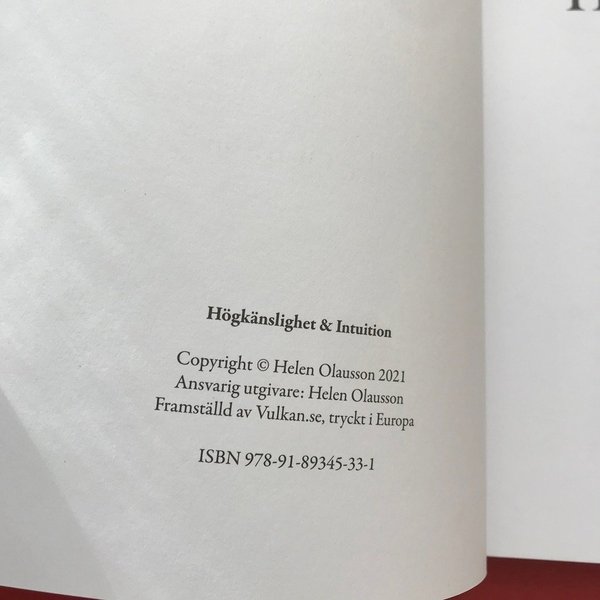 Högkänslighet & Intuition
Copyright © Helen Olausson 2021
Ansvarig utgivare: Helen Olausson
Framställd av Vulkan.se, tryckt i Europa
ISBN 978-91-89345-33-1